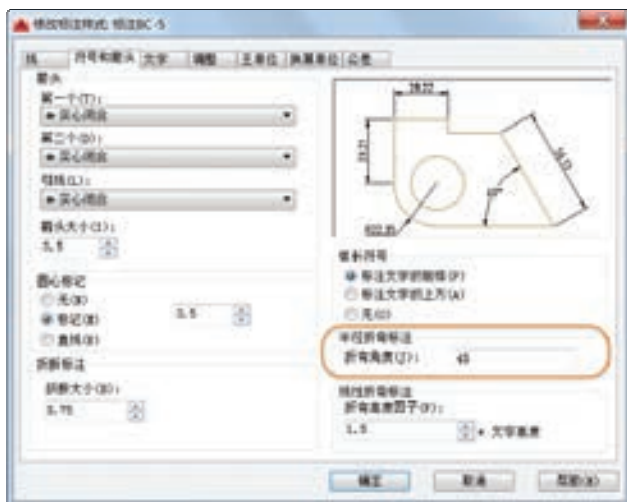 修改标注样式: 标注BC-5
线 符号和箭头 文字 调整 主单位 换算单位 公差
箭头
第一个(T):
实心闭合
第二个(D):
实心闭合
引线(L):
实心闭合
箭头大小(I):
3.5
圆心标记
无(N)
标记(M)
3.5
直线(E)
折断标注
折断大小(B):
3.75
弧长符号
标注文字的前缀(P)
标注文字的上方(A)
无(O)
半径折弯标注
折弯角度(J): 45
线性折弯标注
折弯高度因子(F):
1.5 * 文字高度
确定 取消 帮助(H)